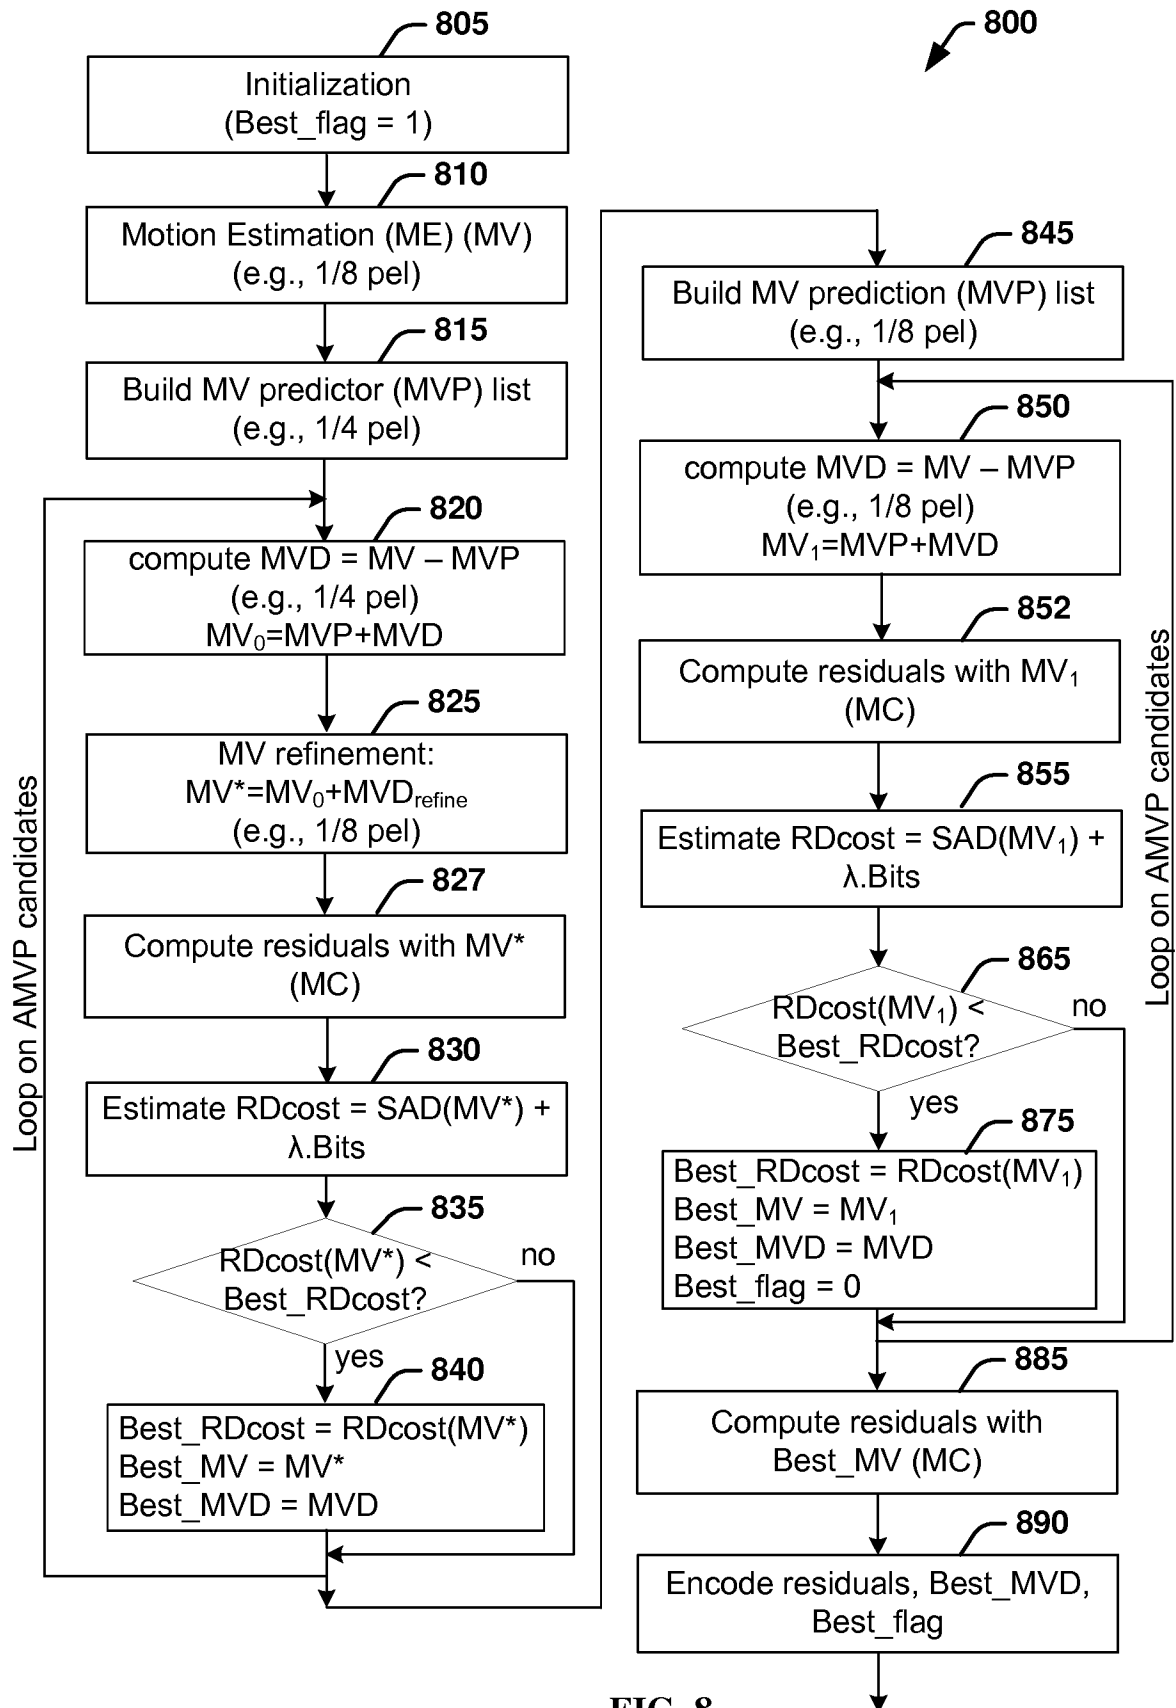 800
805
Initialization
(Best_flag = 1)
810
Motion Estimation (ME) (MV)
(e.g., 1/8 pel)
815
Build MV predictor (MVP) list
(e.g., 1/4 pel)
820
compute MVD = MV – MVP
(e.g., 1/4 pel)
MV₀=MVP+MVD
825
MV refinement:
MV*=MV₀+MVDrefine
(e.g., 1/8 pel)
827
Compute residuals with MV*
(MC)
830
Estimate RDcost = SAD(MV*) +
λ.Bits
835
RDcost(MV*) <
Best_RDcost?
no
yes
840
Best_RDcost = RDcost(MV*)
Best_MV = MV*
Best_MVD = MVD
Loop on AMVP candidates
845
Build MV prediction (MVP) list
(e.g., 1/8 pel)
850
compute MVD = MV – MVP
(e.g., 1/8 pel)
MV₁=MVP+MVD
852
Compute residuals with MV₁
(MC)
855
Estimate RDcost = SAD(MV₁) +
λ.Bits
865
RDcost(MV₁) <
Best_RDcost?
no
yes
875
Best_RDcost = RDcost(MV₁)
Best_MV = MV₁
Best_MVD = MVD
Best_flag = 0
Loop on AMVP candidates
885
Compute residuals with
Best_MV (MC)
890
Encode residuals, Best_MVD,
Best_flag
FIG. 8